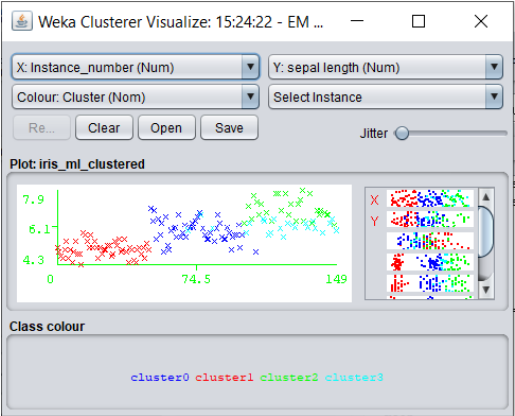 Weka Clusterer Visualize: 15:24:22 - EM ...
X: Instance_number (Num)
Y: sepal length (Num)
Colour: Cluster (Nom)
Select Instance
Re...
Clear
Open
Save
Jitter
Plot: iris_ml_clustered
7.9
6.1
4.3
0
74.5
149
X
Y
Class colour
cluster0 cluster1 cluster2 cluster3